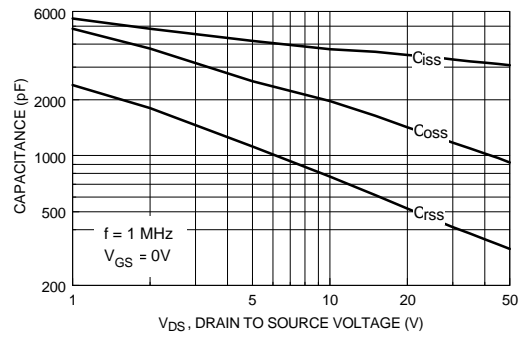 6000
4000
2000
1000
500
200
CAPACITANCE (pF)
Ciss
Coss
Crss
f = 1 MHz
VGS = 0V
1
2
5
10
20
50
VDS, DRAIN TO SOURCE VOLTAGE (V)